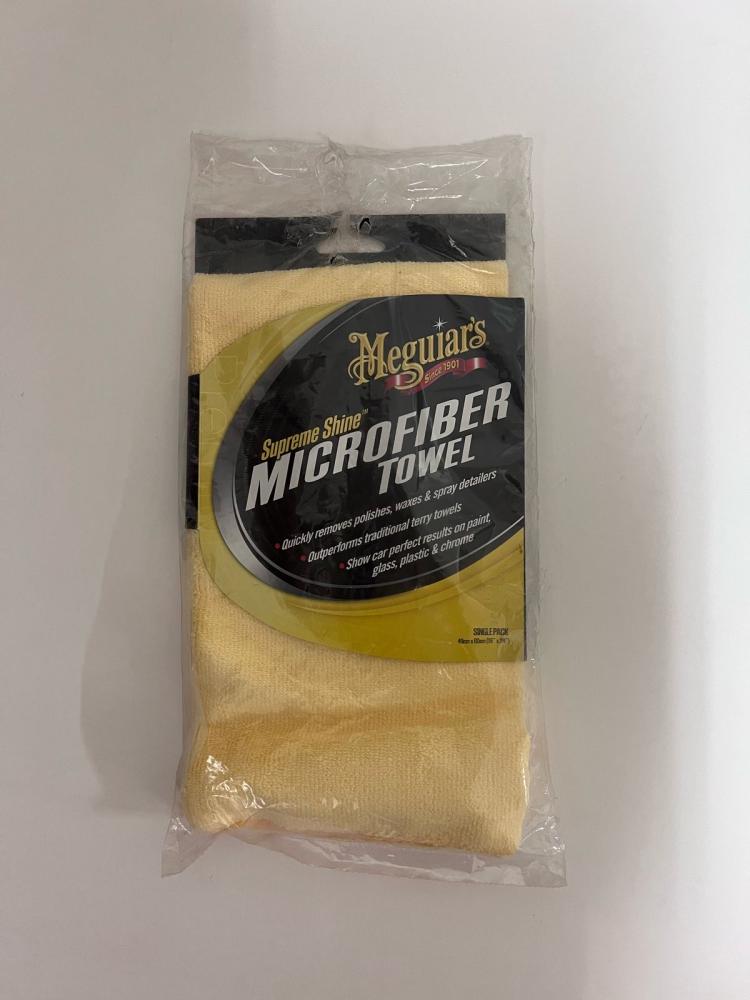 Meguiar's
Since 1901
Supreme Shine™
MICROFIBER
TOWEL
• Quickly removes polishes, waxes & spray detailers
• Outperforms traditional terry towels
• Show car perfect results on paint,
glass, plastic & chrome
SINGLE PACK